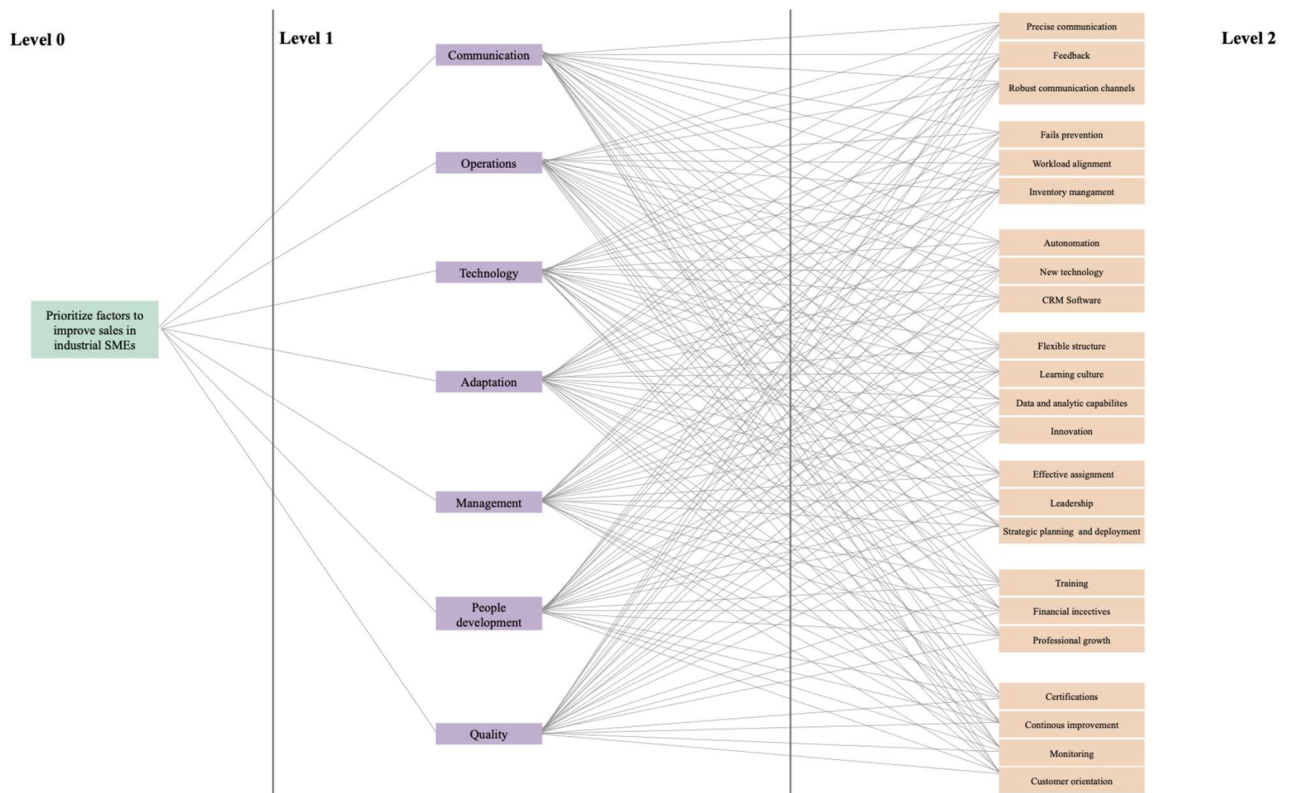 Level 0
Level 1
Level 2
Prioritize factors to
improve sales in
industrial SMEs
Communication
Operations
Technology
Adaptation
Management
People
development
Quality
Precise communication
Feedback
Robust communication channels
Fails prevention
Workload alignment
Inventory mangament
Autonomation
New technology
CRM Software
Flexible structure
Learning culture
Data and analytic capabilites
Innovation
Effective assignment
Leadership
Strategic planning and deployment
Training
Financial incectives
Professional growth
Certifications
Continous improvement
Monitoring
Customer orientation